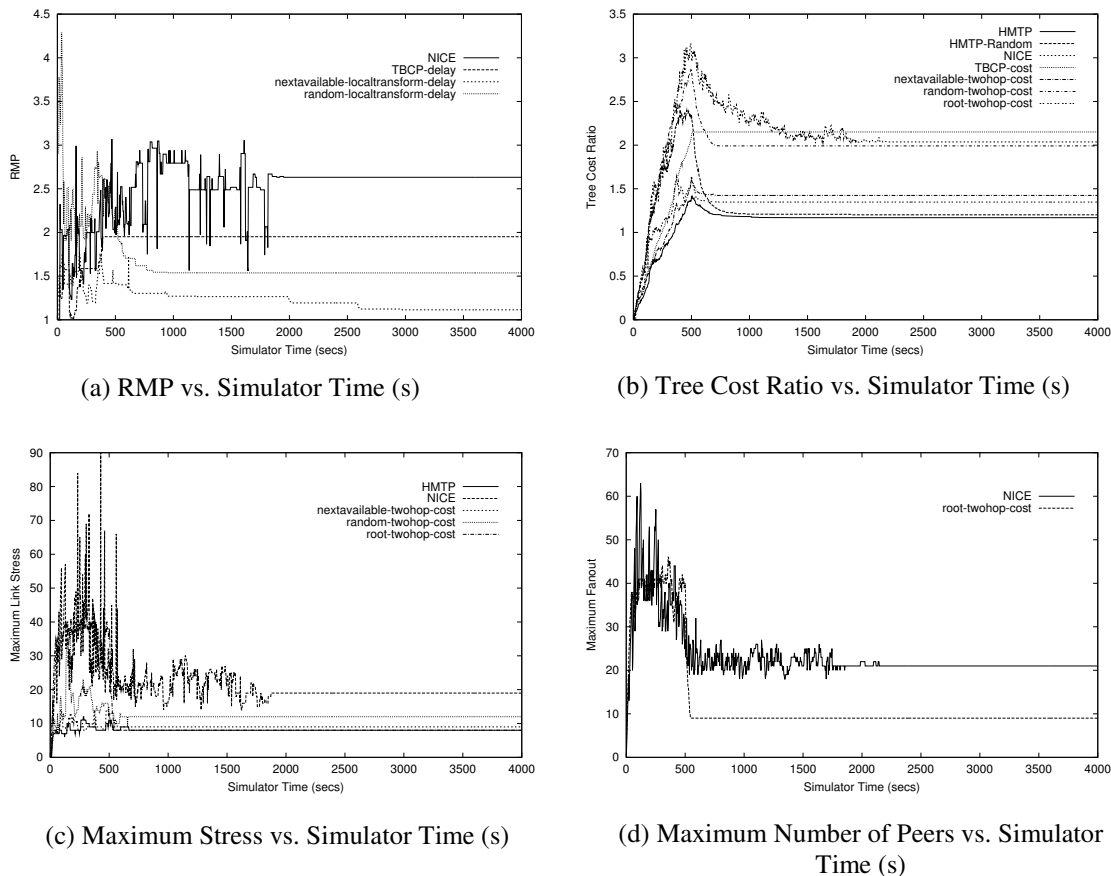 4.5
4
3.5
3
2.5
2
1.5
1
RMP
NICE
TBCP-delay
nextavailable-localtransform-delay
random-localtransform-delay
0 500 1000 1500 2000 2500 3000 3500 4000
Simulator Time (secs)
(a) RMP vs. Simulator Time (s)
3.5
3
2.5
2
1.5
1
0.5
0
Tree Cost Ratio
HMTP
HMTP-Random
NICE
TBCP-cost
nextavailable-twohop-cost
random-twohop-cost
root-twohop-cost
0 500 1000 1500 2000 2500 3000 3500 4000
Simulator Time (secs)
(b) Tree Cost Ratio vs. Simulator Time (s)
90
80
70
60
50
40
30
20
10
0
Maximum Link Stress
HMTP
NICE
nextavailable-twohop-cost
random-twohop-cost
root-twohop-cost
0 500 1000 1500 2000 2500 3000 3500 4000
Simulator Time (secs)
(c) Maximum Stress vs. Simulator Time (s)
70
60
50
40
30
20
10
0
Maximum Fanout
NICE
root-twohop-cost
0 500 1000 1500 2000 2500 3000 3500 4000
Simulator Time (secs)
(d) Maximum Number of Peers vs. Simulator
Time (s)